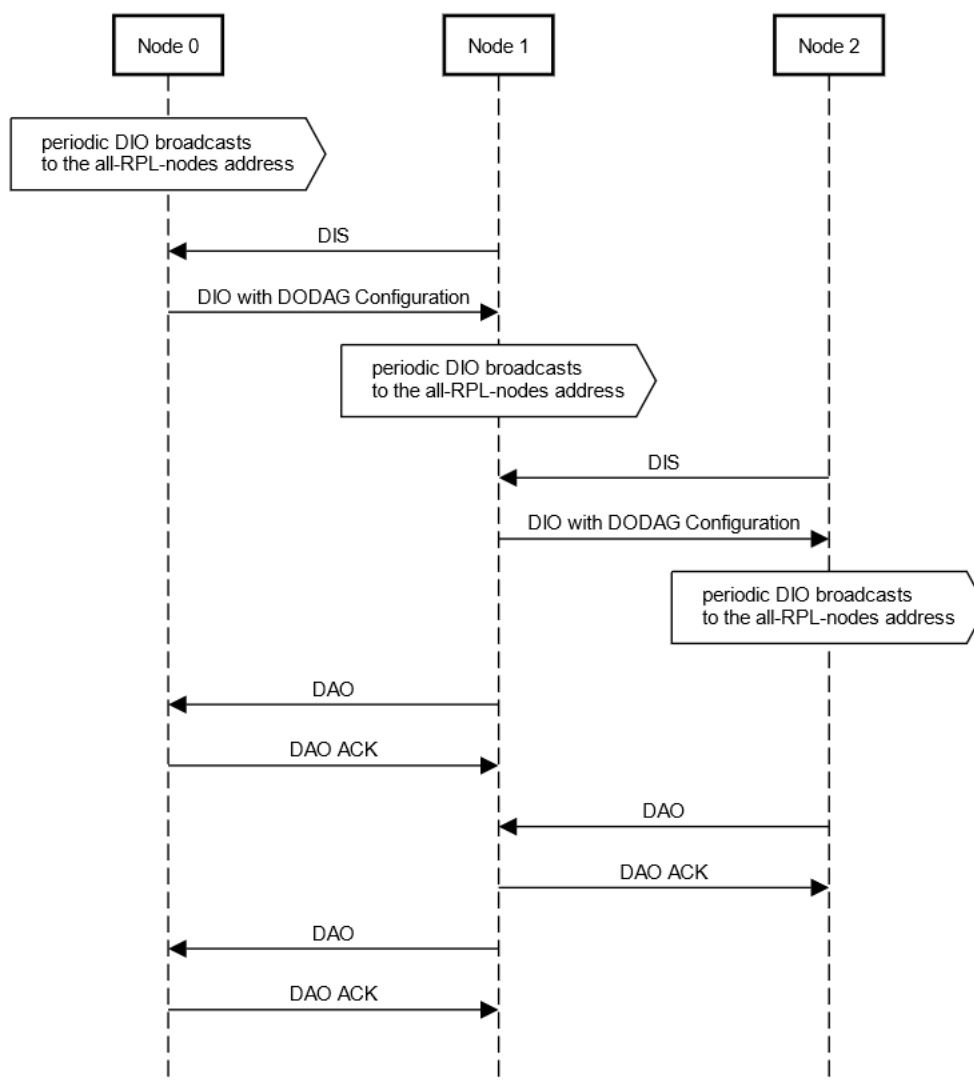 Node 0
Node 1
Node 2
periodic DIO broadcasts
to the all-RPL-nodes address
DIS
DIO with DODAG Configuration
periodic DIO broadcasts
to the all-RPL-nodes address
DIS
DIO with DODAG Configuration
periodic DIO broadcasts
to the all-RPL-nodes address
DAO
DAO ACK
DAO
DAO ACK
DAO
DAO ACK